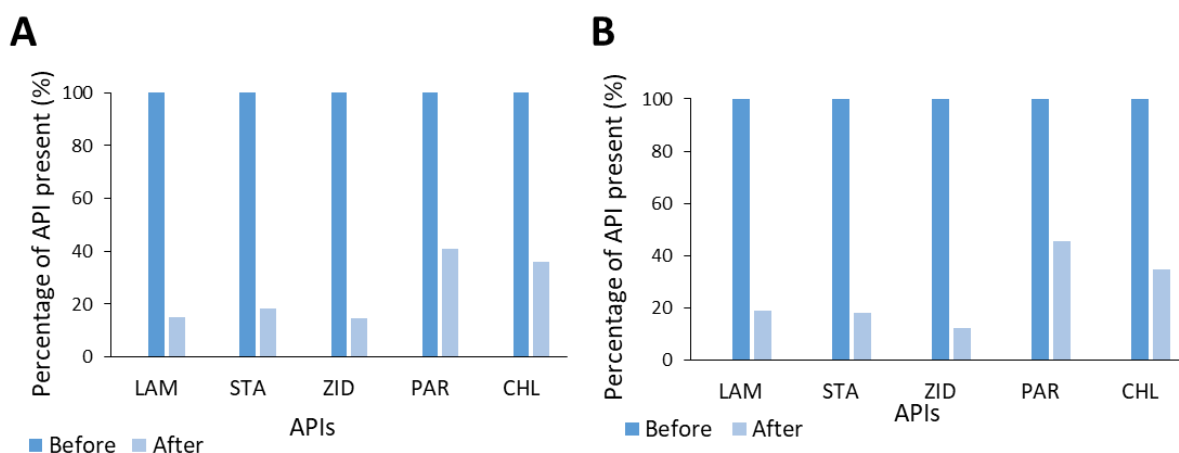 A
Percentage of API present (%)
100
80
60
40
20
0
LAM STA ZID PAR CHL
APIs
Before After
B
Percentage of API present (%)
100
80
60
40
20
0
LAM STA ZID PAR CHL
APIs
Before After